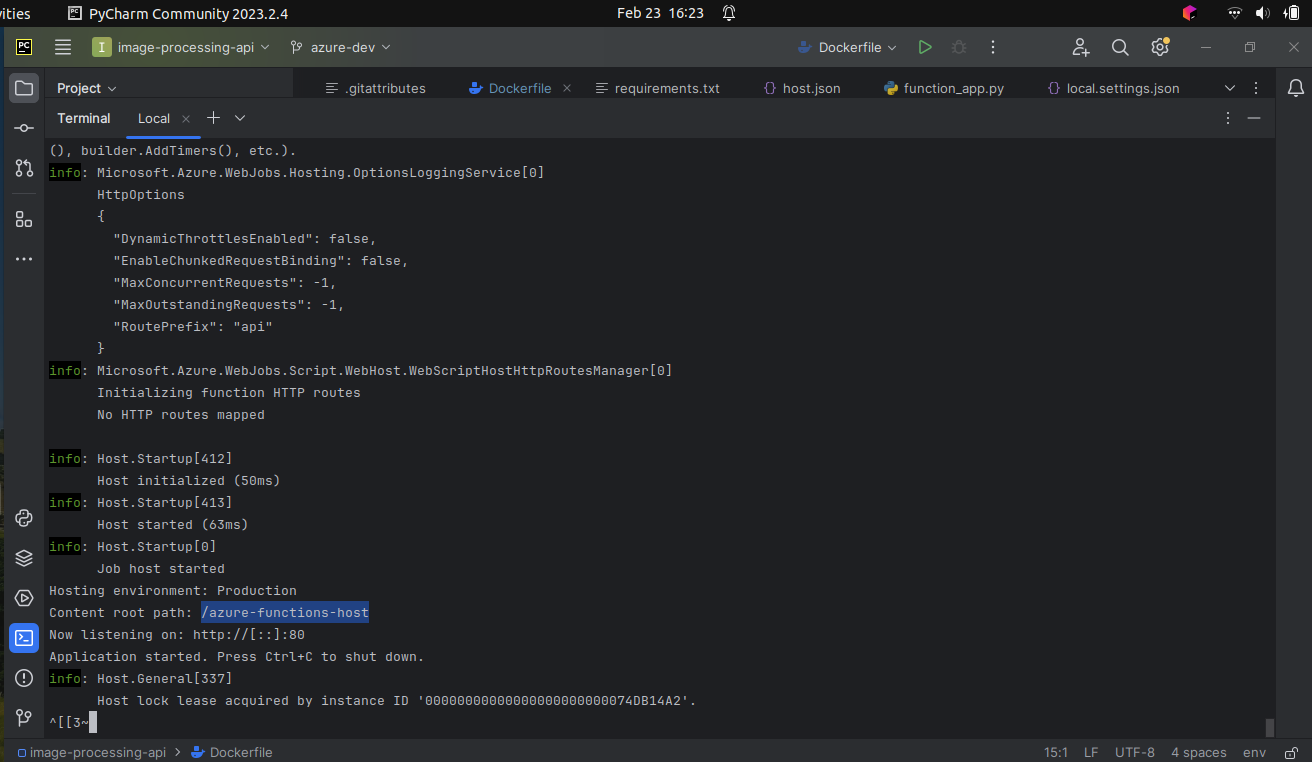 ities
PC PyCharm Community 2023.2.4
Feb 23 16:23
PC
I image-processing-api
azure-dev
Dockerfile
Project
.gitattributes
Dockerfile
requirements.txt
{} host.json
function_app.py
{} local.settings.json
Terminal
Local
(), builder.AddTimers(), etc.).
info: Microsoft.Azure.WebJobs.Hosting.OptionsLoggingService[0]
HttpOptions
{
"DynamicThrottlesEnabled": false,
"EnableChunkedRequestBinding": false,
"MaxConcurrentRequests": -1,
"MaxOutstandingRequests": -1,
"RoutePrefix": "api"
}
info: Microsoft.Azure.WebJobs.Script.WebHost.WebScriptHostHttpRoutesManager[0]
Initializing function HTTP routes
No HTTP routes mapped
info: Host.Startup[412]
Host initialized (50ms)
info: Host.Startup[413]
Host started (63ms)
info: Host.Startup[0]
Job host started
Hosting environment: Production
Content root path: /azure-functions-host
Now listening on: http://[::]:80
Application started. Press Ctrl+C to shut down.
info: Host.General[337]
Host lock lease acquired by instance ID '00000000000000000000000074DB14A2'.
^[[3~
image-processing-api > Dockerfile
15:1 LF UTF-8 4 spaces env